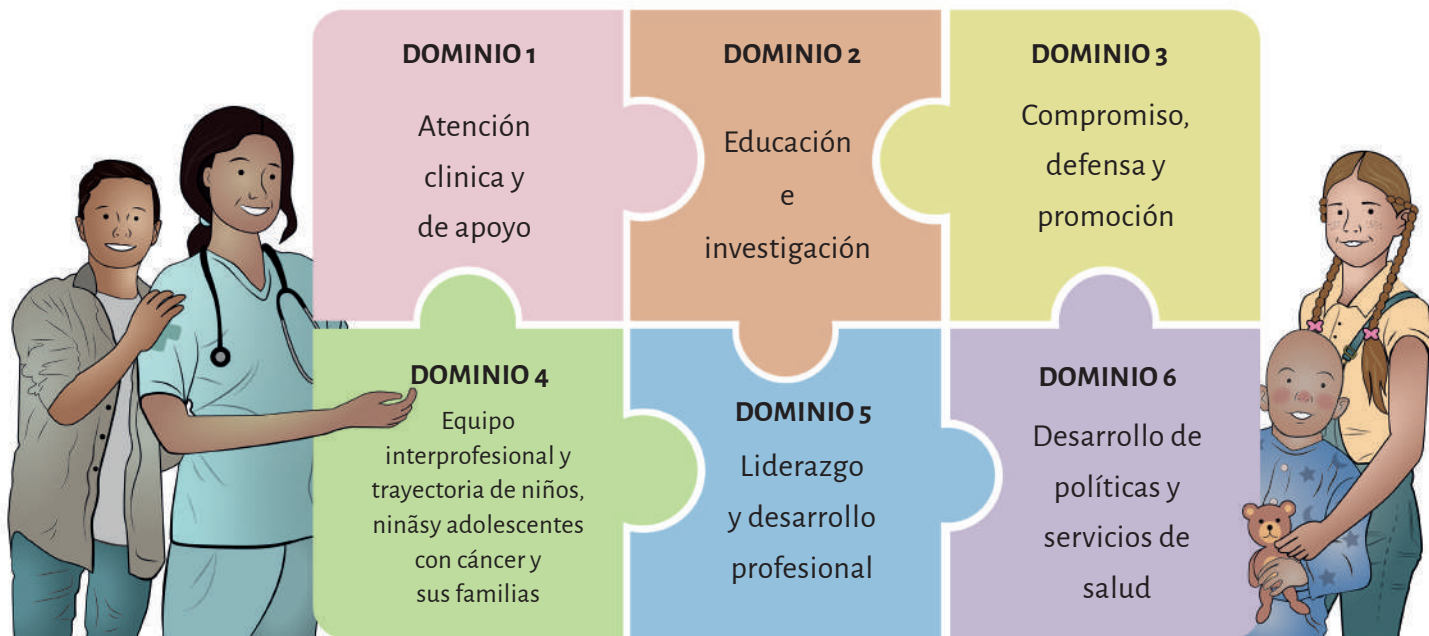 DOMINIO 1
Atención
clinica y
de apoyo
DOMINIO 2
Educación
e
investigación
DOMINIO 3
Compromiso,
defensa y
promoción
DOMINIO 4
Equipo
interprofesional y
trayectoria de niños,
ninãsy adolescentes
con cáncer y
sus familias
DOMINIO 5
Liderazgo
y desarrollo
profesional
DOMINIO 6
Desarrollo de
políticas y
servicios de
salud